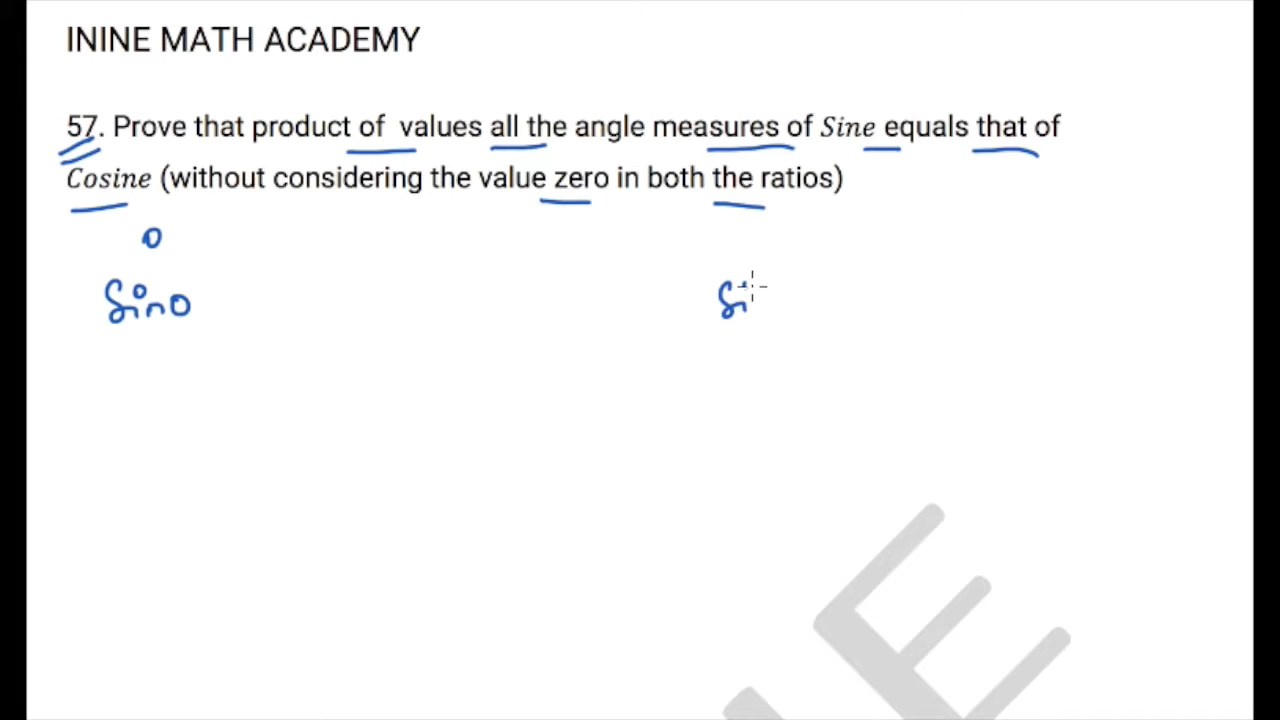 ININE MATH ACADEMY
57. Prove that product of values all the angle measures of Sine equals that of
Cosine (without considering the value zero in both the ratios)
0
Sin0
Si